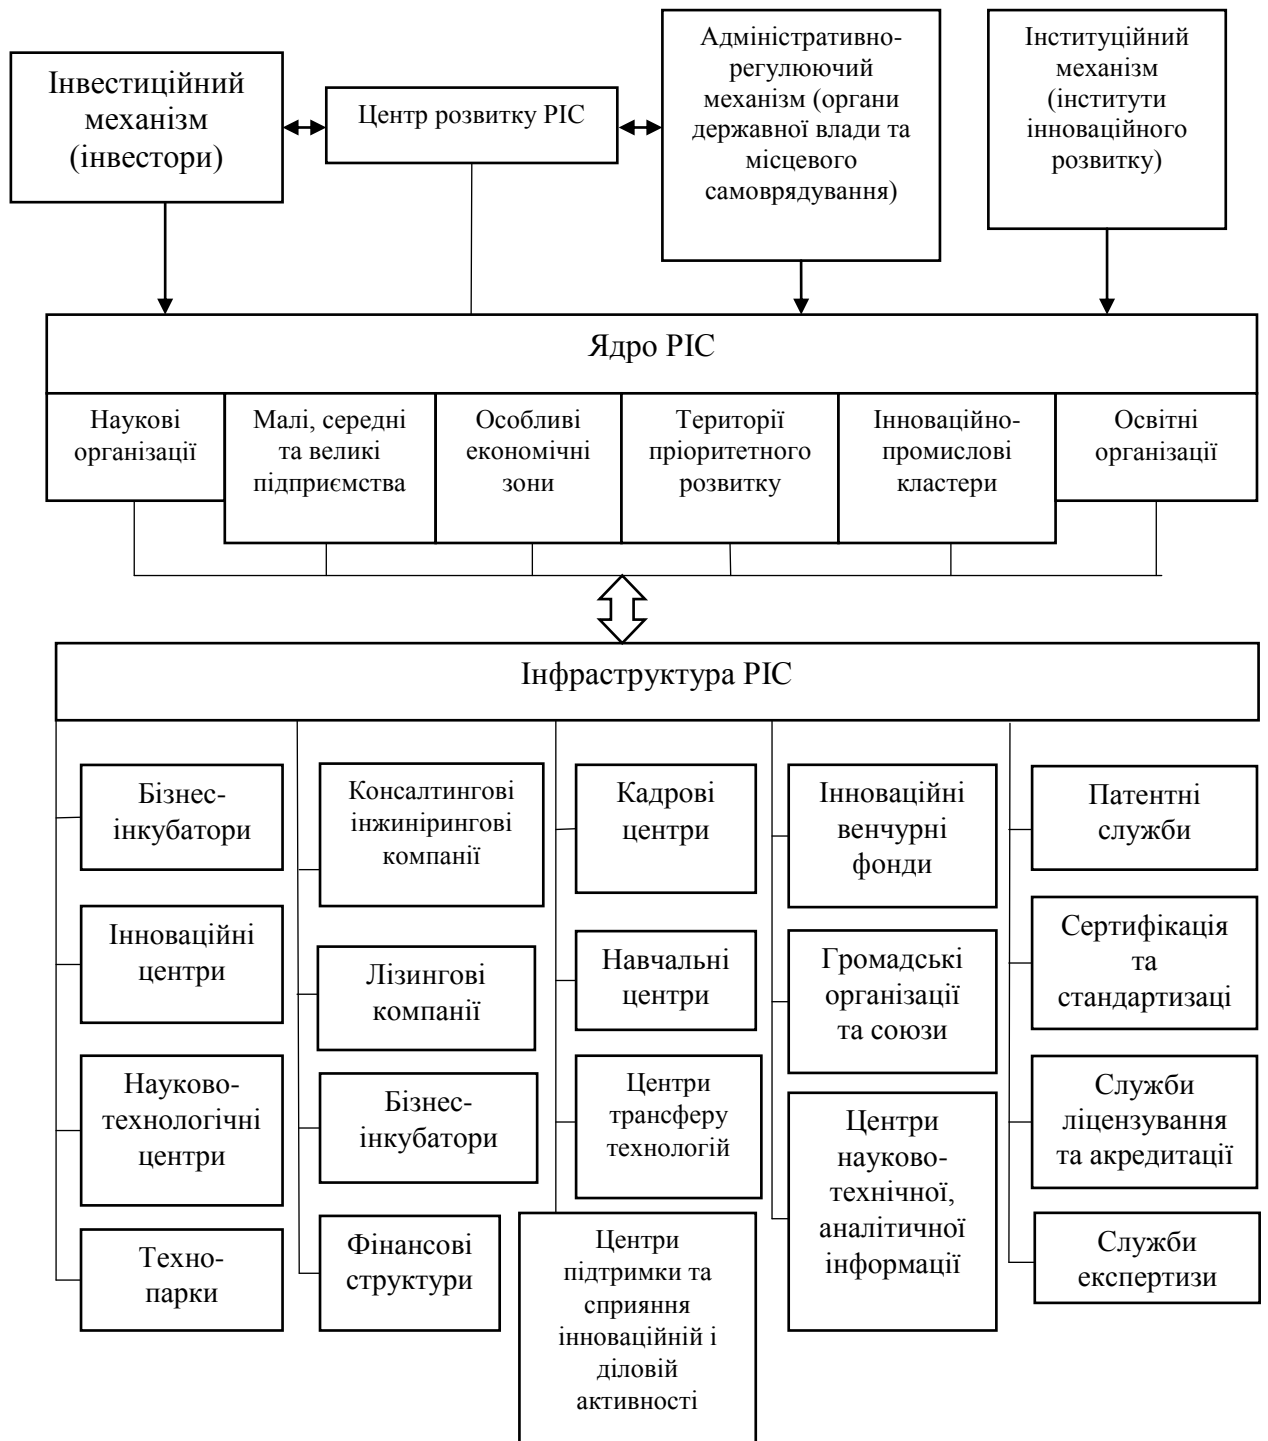 Інвестиційний
механізм
(інвестори)
Центр розвитку РІС
Адміністративно-
регулюючий
механізм (органи
державної влади та
місцевого
самоврядування)
Інституційний
механізм
(інститути
інноваційного
розвитку)
Ядро РІС
Наукові
організації
Малі, середні
та великі
підприємства
Особливі
економічні
зони
Території
пріоритетного
розвитку
Інноваційно-
промислові
кластери
Освітні
організації
Інфраструктура РІС
Бізнес-
інкубатори
Інноваційні
центри
Науково-
технологічні
центри
Техно-
парки
Консалтингові
інжинірингові
компанії
Лізингові
компанії
Бізнес-
інкубатори
Фінансові
структури
Кадрові
центри
Навчальні
центри
Центри
трансферу
технологій
Центри
підтримки та
сприяння
інноваційній і
діловій
активності
Інноваційні
венчурні
фонди
Громадські
організації
та союзи
Центри
науково-
технічної,
аналітичної
інформації
Патентні
служби
Сертифікація
та
стандартизаці
Служби
ліцензування
та акредитації
Служби
експертизи